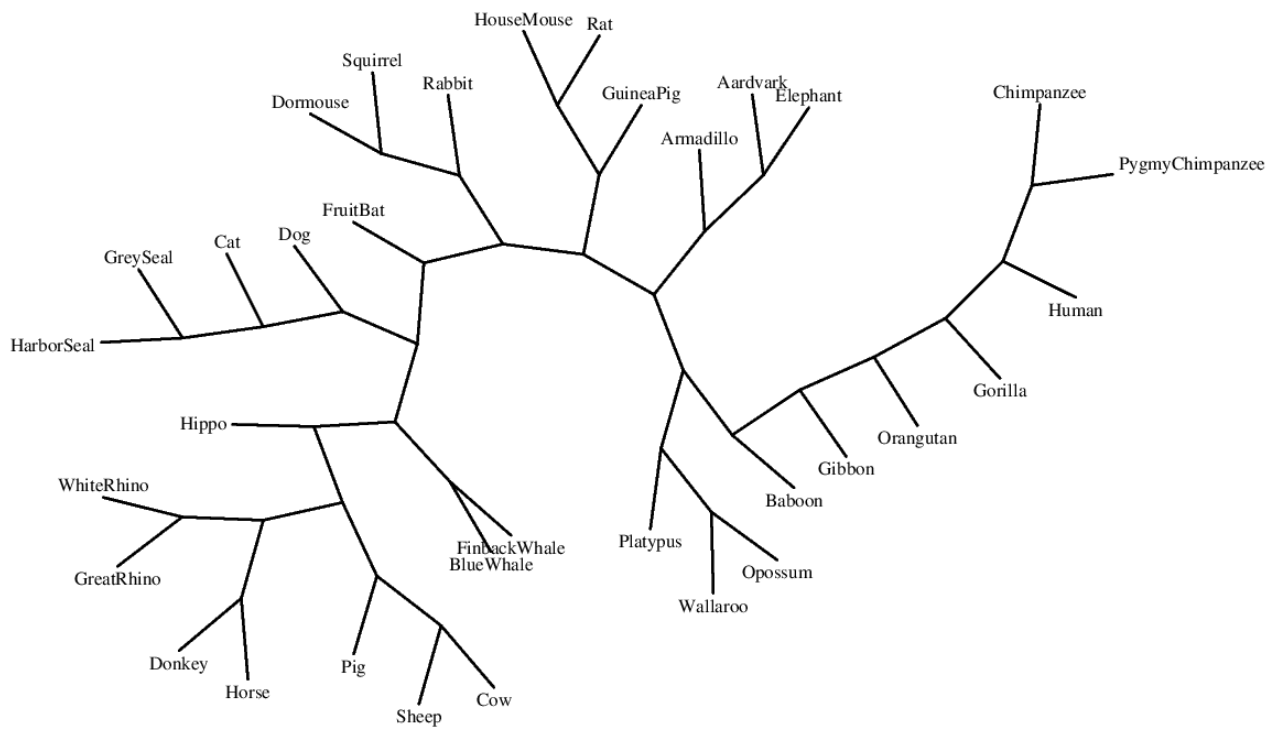 HouseMouse
Rat
Squirrel
Rabbit
Dormouse
GuineaPig
Aardvark
Elephant
Armadillo
Chimpanzee
PygmyChimpanzee
FruitBat
Dog
Cat
GreySeal
HarborSeal
Human
Gorilla
Orangutan
Gibbon
Baboon
Hippo
WhiteRhino
GreatRhino
FinbackWhale
BlueWhale
Platypus
Opossum
Wallaroo
Donkey
Horse
Pig
Sheep
Cow